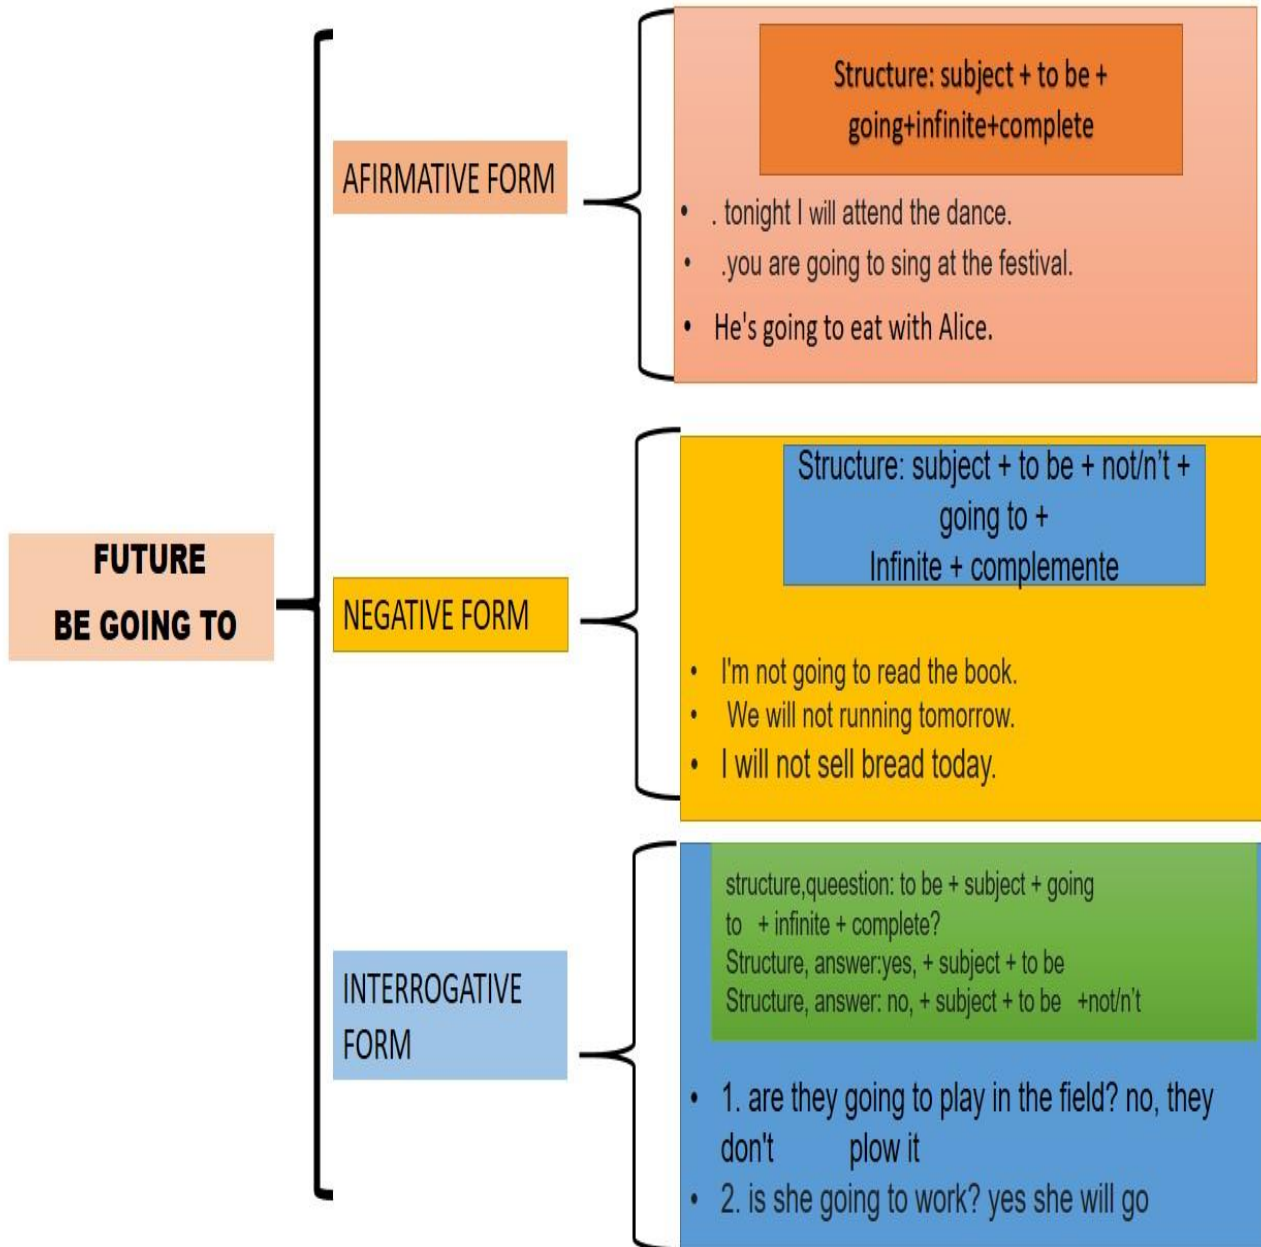 FUTURE
BE GOING TO
AFIRMATIVE FORM
Structure: subject + to be +
going+infinite+complete
• . tonight I will attend the dance.
• .you are going to sing at the festival.
• He's going to eat with Alice.
NEGATIVE FORM
Structure: subject + to be + not/n't +
going to +
Infinite + complemente
• I'm not going to read the book.
• We will not running tomorrow.
• I will not sell bread today.
INTERROGATIVE
FORM
structure,queestion: to be + subject + going
to + infinite + complete?
Structure, answer:yes, + subject + to be
Structure, answer: no, + subject + to be +not/n't
• 1. are they going to play in the field? no, they
don't plow it
• 2. is she going to work? yes she will go